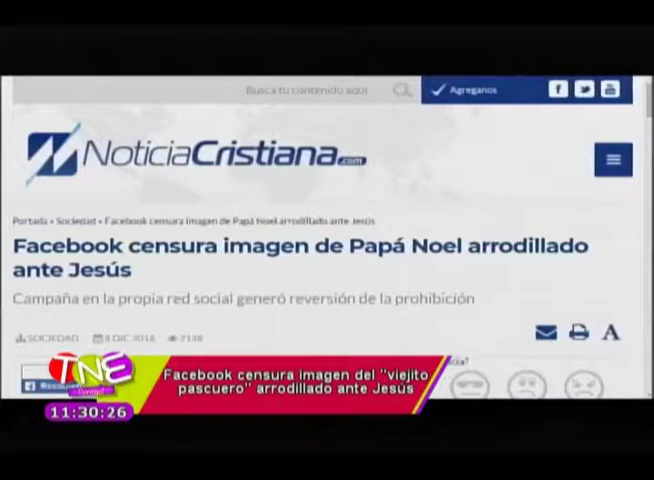 Busca tu contenido aquí
Agreganos
NoticiaCristiana.com
Portada » Sociedad » Facebook censura imagen de Papá Noel arrodillado ante Jesús
Facebook censura imagen de Papá Noel arrodillado
ante Jesús
Campaña en la propia red social generó reversión de la prohibición
SOCIEDAD
A
TNE
Facebook censura imagen del "viejito
pascuero" arrodillado ante Jesús
11:30:26